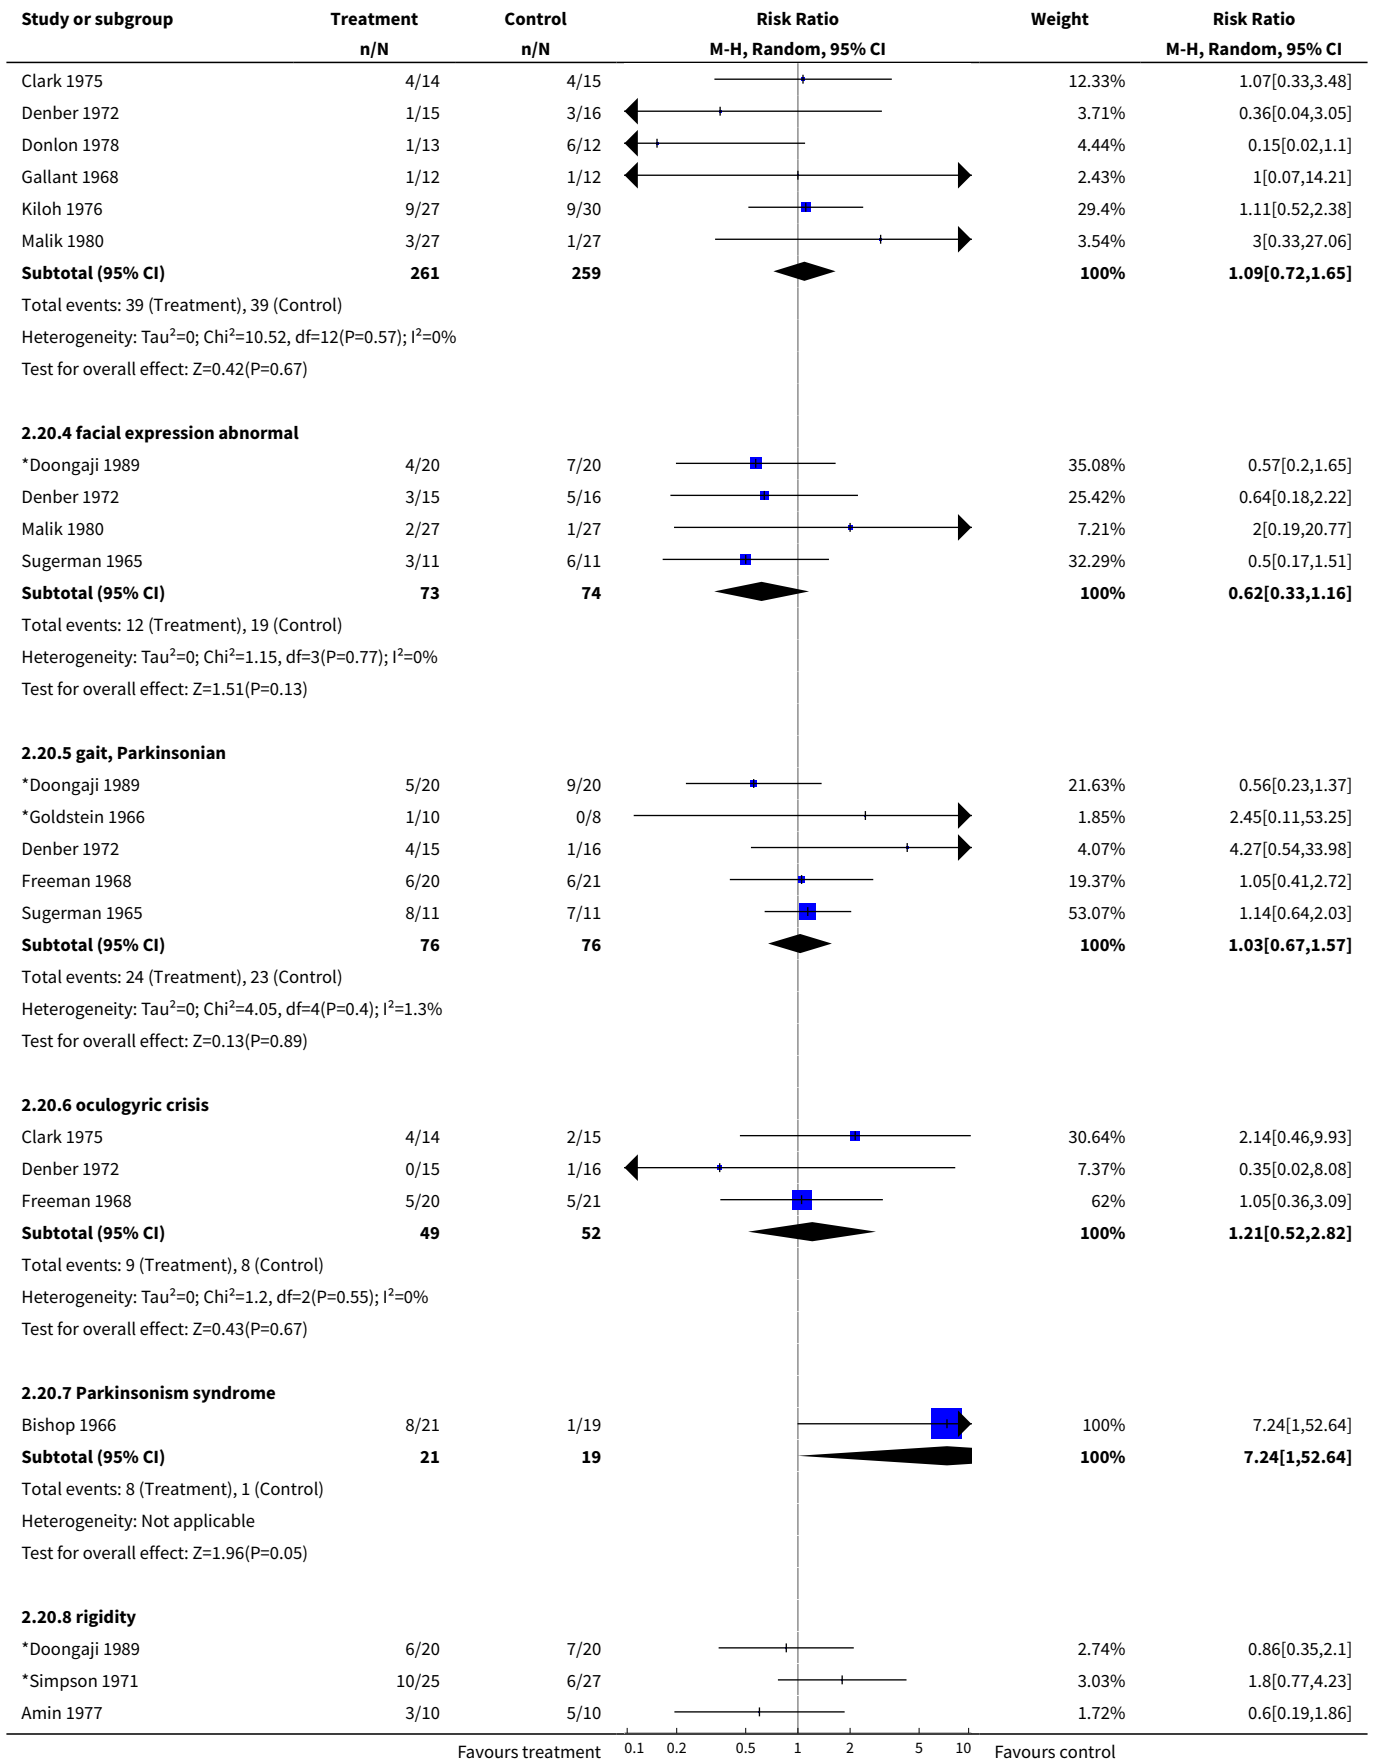 Study or subgroup Treatment Control Risk Ratio Weight Risk Ratio
n/N n/N M-H, Random, 95% CI M-H, Random, 95% CI
Clark 1975 4/14 4/15 12.33% 1.07[0.33,3.48]
Denber 1972 1/15 3/16 3.71% 0.36[0.04,3.05]
Donlon 1978 1/13 6/12 4.44% 0.15[0.02,1.1]
Gallant 1968 1/12 1/12 2.43% 1[0.07,14.21]
Kiloh 1976 9/27 9/30 29.4% 1.11[0.52,2.38]
Malik 1980 3/27 1/27 3.54% 3[0.33,27.06]
Subtotal (95% CI) 261 259 100% 1.09[0.72,1.65]
Total events: 39 (Treatment), 39 (Control)
Heterogeneity: Tau²=0; Chi²=10.52, df=12(P=0.57); I²=0%
Test for overall effect: Z=0.42(P=0.67)
2.20.4 facial expression abnormal
*Doongaji 1989 4/20 7/20 35.08% 0.57[0.2,1.65]
Denber 1972 3/15 5/16 25.42% 0.64[0.18,2.22]
Malik 1980 2/27 1/27 7.21% 2[0.19,20.77]
Sugerman 1965 3/11 6/11 32.29% 0.5[0.17,1.51]
Subtotal (95% CI) 73 74 100% 0.62[0.33,1.16]
Total events: 12 (Treatment), 19 (Control)
Heterogeneity: Tau²=0; Chi²=1.15, df=3(P=0.77); I²=0%
Test for overall effect: Z=1.51(P=0.13)
2.20.5 gait, Parkinsonian
*Doongaji 1989 5/20 9/20 21.63% 0.56[0.23,1.37]
*Goldstein 1966 1/10 0/8 1.85% 2.45[0.11,53.25]
Denber 1972 4/15 1/16 4.07% 4.27[0.54,33.98]
Freeman 1968 6/20 6/21 19.37% 1.05[0.41,2.72]
Sugerman 1965 8/11 7/11 53.07% 1.14[0.64,2.03]
Subtotal (95% CI) 76 76 100% 1.03[0.67,1.57]
Total events: 24 (Treatment), 23 (Control)
Heterogeneity: Tau²=0; Chi²=4.05, df=4(P=0.4); I²=1.3%
Test for overall effect: Z=0.13(P=0.89)
2.20.6 oculogyric crisis
Clark 1975 4/14 2/15 30.64% 2.14[0.46,9.93]
Denber 1972 0/15 1/16 7.37% 0.35[0.02,8.08]
Freeman 1968 5/20 5/21 62% 1.05[0.36,3.09]
Subtotal (95% CI) 49 52 100% 1.21[0.52,2.82]
Total events: 9 (Treatment), 8 (Control)
Heterogeneity: Tau²=0; Chi²=1.2, df=2(P=0.55); I²=0%
Test for overall effect: Z=0.43(P=0.67)
2.20.7 Parkinsonism syndrome
Bishop 1966 8/21 1/19 100% 7.24[1,52.64]
Subtotal (95% CI) 21 19 100% 7.24[1,52.64]
Total events: 8 (Treatment), 1 (Control)
Heterogeneity: Not applicable
Test for overall effect: Z=1.96(P=0.05)
2.20.8 rigidity
*Doongaji 1989 6/20 7/20 2.74% 0.86[0.35,2.1]
*Simpson 1971 10/25 6/27 3.03% 1.8[0.77,4.23]
Amin 1977 3/10 5/10 1.72% 0.6[0.19,1.86]
Favours treatment 0.1 0.2 0.5 1 2 5 10 Favours control